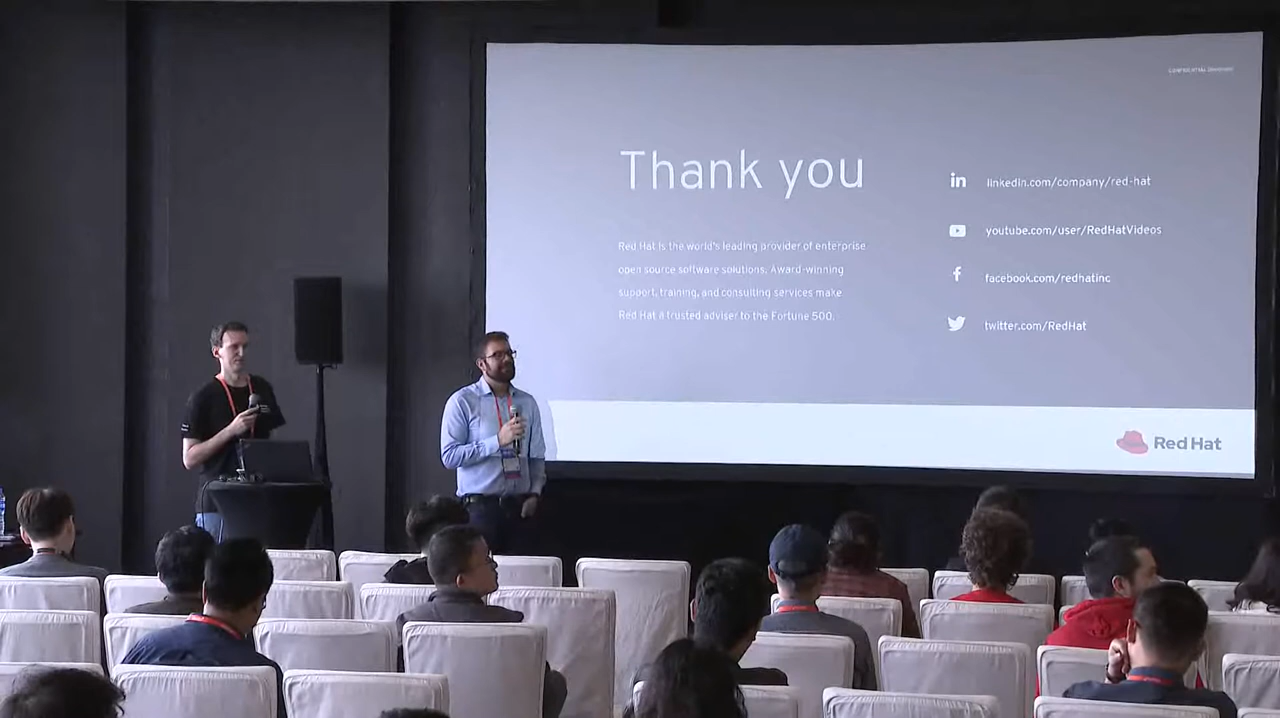 Thank you
Red Hat is the world's leading provider of enterprise
open source software solutions. Award-winning
support, training, and consulting services make
Red Hat a trusted adviser to the Fortune 500.
linkedin.com/company/red-hat
youtube.com/user/RedHatVideos
facebook.com/redhatinc
twitter.com/RedHat
Red Hat